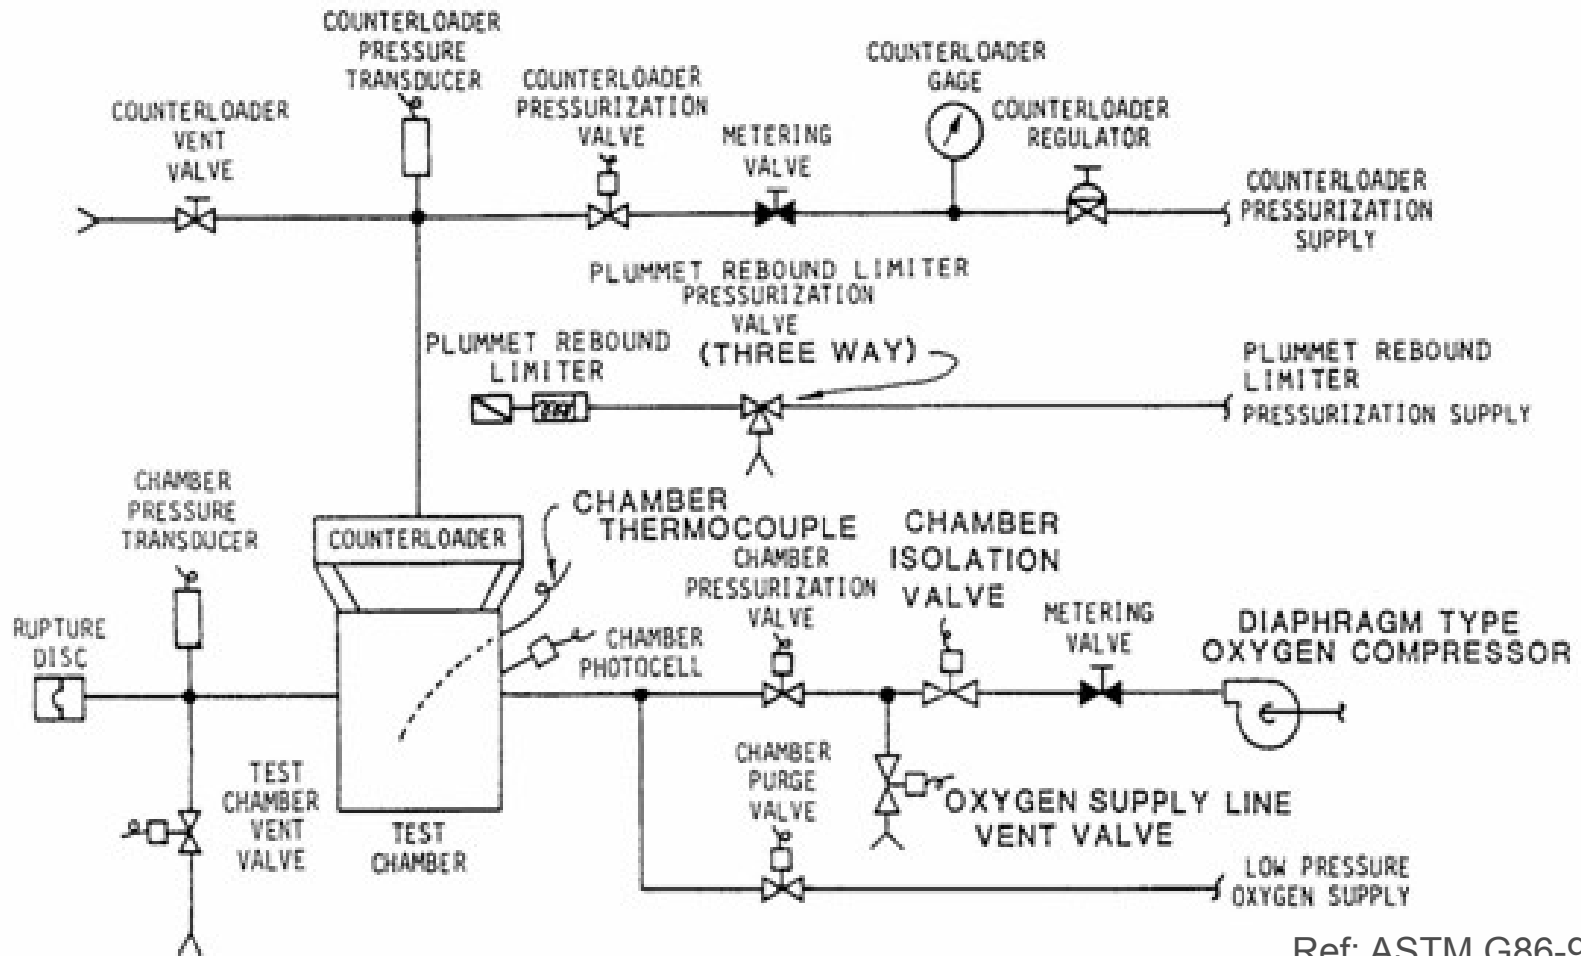 COUNTERLOADER
PRESSURE
TRANSDUCER
COUNTERLOADER
VENT
VALVE
COUNTERLOADER
PRESSURIZATION
VALVE
METERING
VALVE
COUNTERLOADER
GAGE
COUNTERLOADER
REGULATOR
COUNTERLOADER
PRESSURIZATION
SUPPLY
PLUMMET REBOUND LIMITER
PRESSURIZATION
VALVE
(THREE WAY)
PLUMMET REBOUND
LIMITER
PLUMMET REBOUND
LIMITER
PRESSURIZATION SUPPLY
CHAMBER
PRESSURE
TRANSDUCER
COUNTERLOADER
CHAMBER
THERMOCOUPLE
CHAMBER
PRESSURIZATION
VALVE
CHAMBER
ISOLATION
VALVE
METERING
VALVE
DIAPHRAGM TYPE
OXYGEN COMPRESSOR
RUPTURE
DISC
CHAMBER
PHOTOCELL
TEST
CHAMBER
VENT
VALVE
TEST
CHAMBER
CHAMBER
PURGE
VALVE
OXYGEN SUPPLY LINE
VENT VALVE
LOW PRESSURE
OXYGEN SUPPLY
Ref: ASTM G86-9